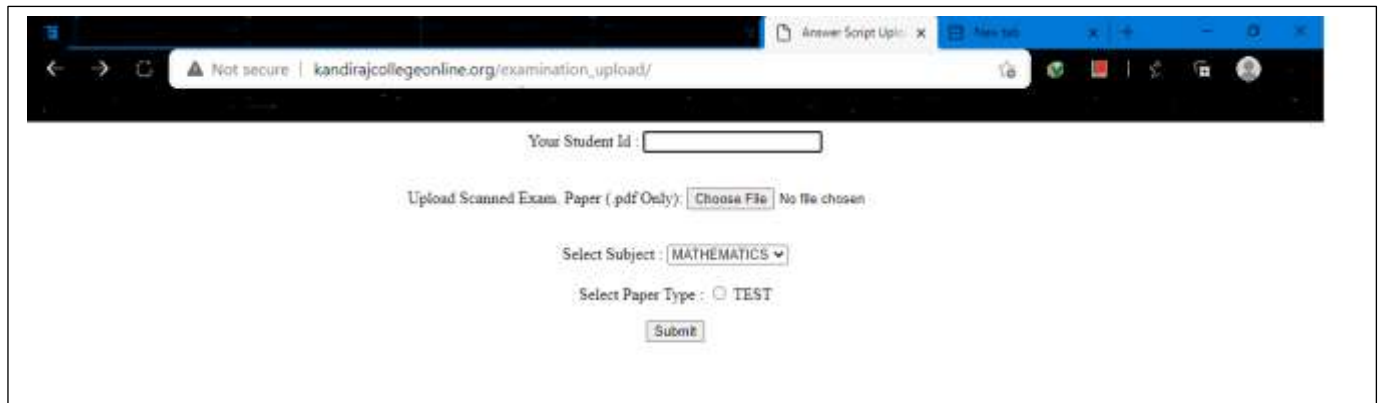 Answer Script Uplo
New tab
Not secure | kandirajcollegeonline.org/examination_upload/
Your Student Id :
Upload Scanned Exam. Paper (.pdf Only): Choose File No file chosen
Select Subject : MATHEMATICS
Select Paper Type : TEST
Submit